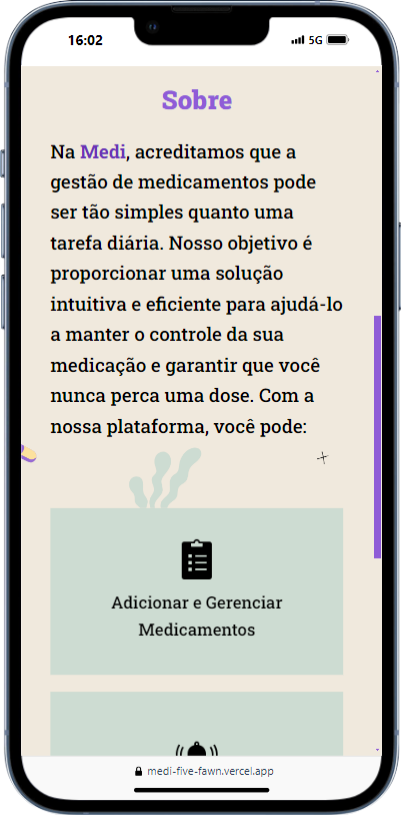 16:02
5G
Sobre
Na Medi, acreditamos que a
gestão de medicamentos pode
ser tão simples quanto uma
tarefa diária. Nosso objetivo é
proporcionar uma solução
intuitiva e eficiente para ajudá-lo
a manter o controle da sua
medicação e garantir que você
nunca perca uma dose. Com a
nossa plataforma, você pode:
Adicionar e Gerenciar
Medicamentos
medi-five-fawn.vercel.app